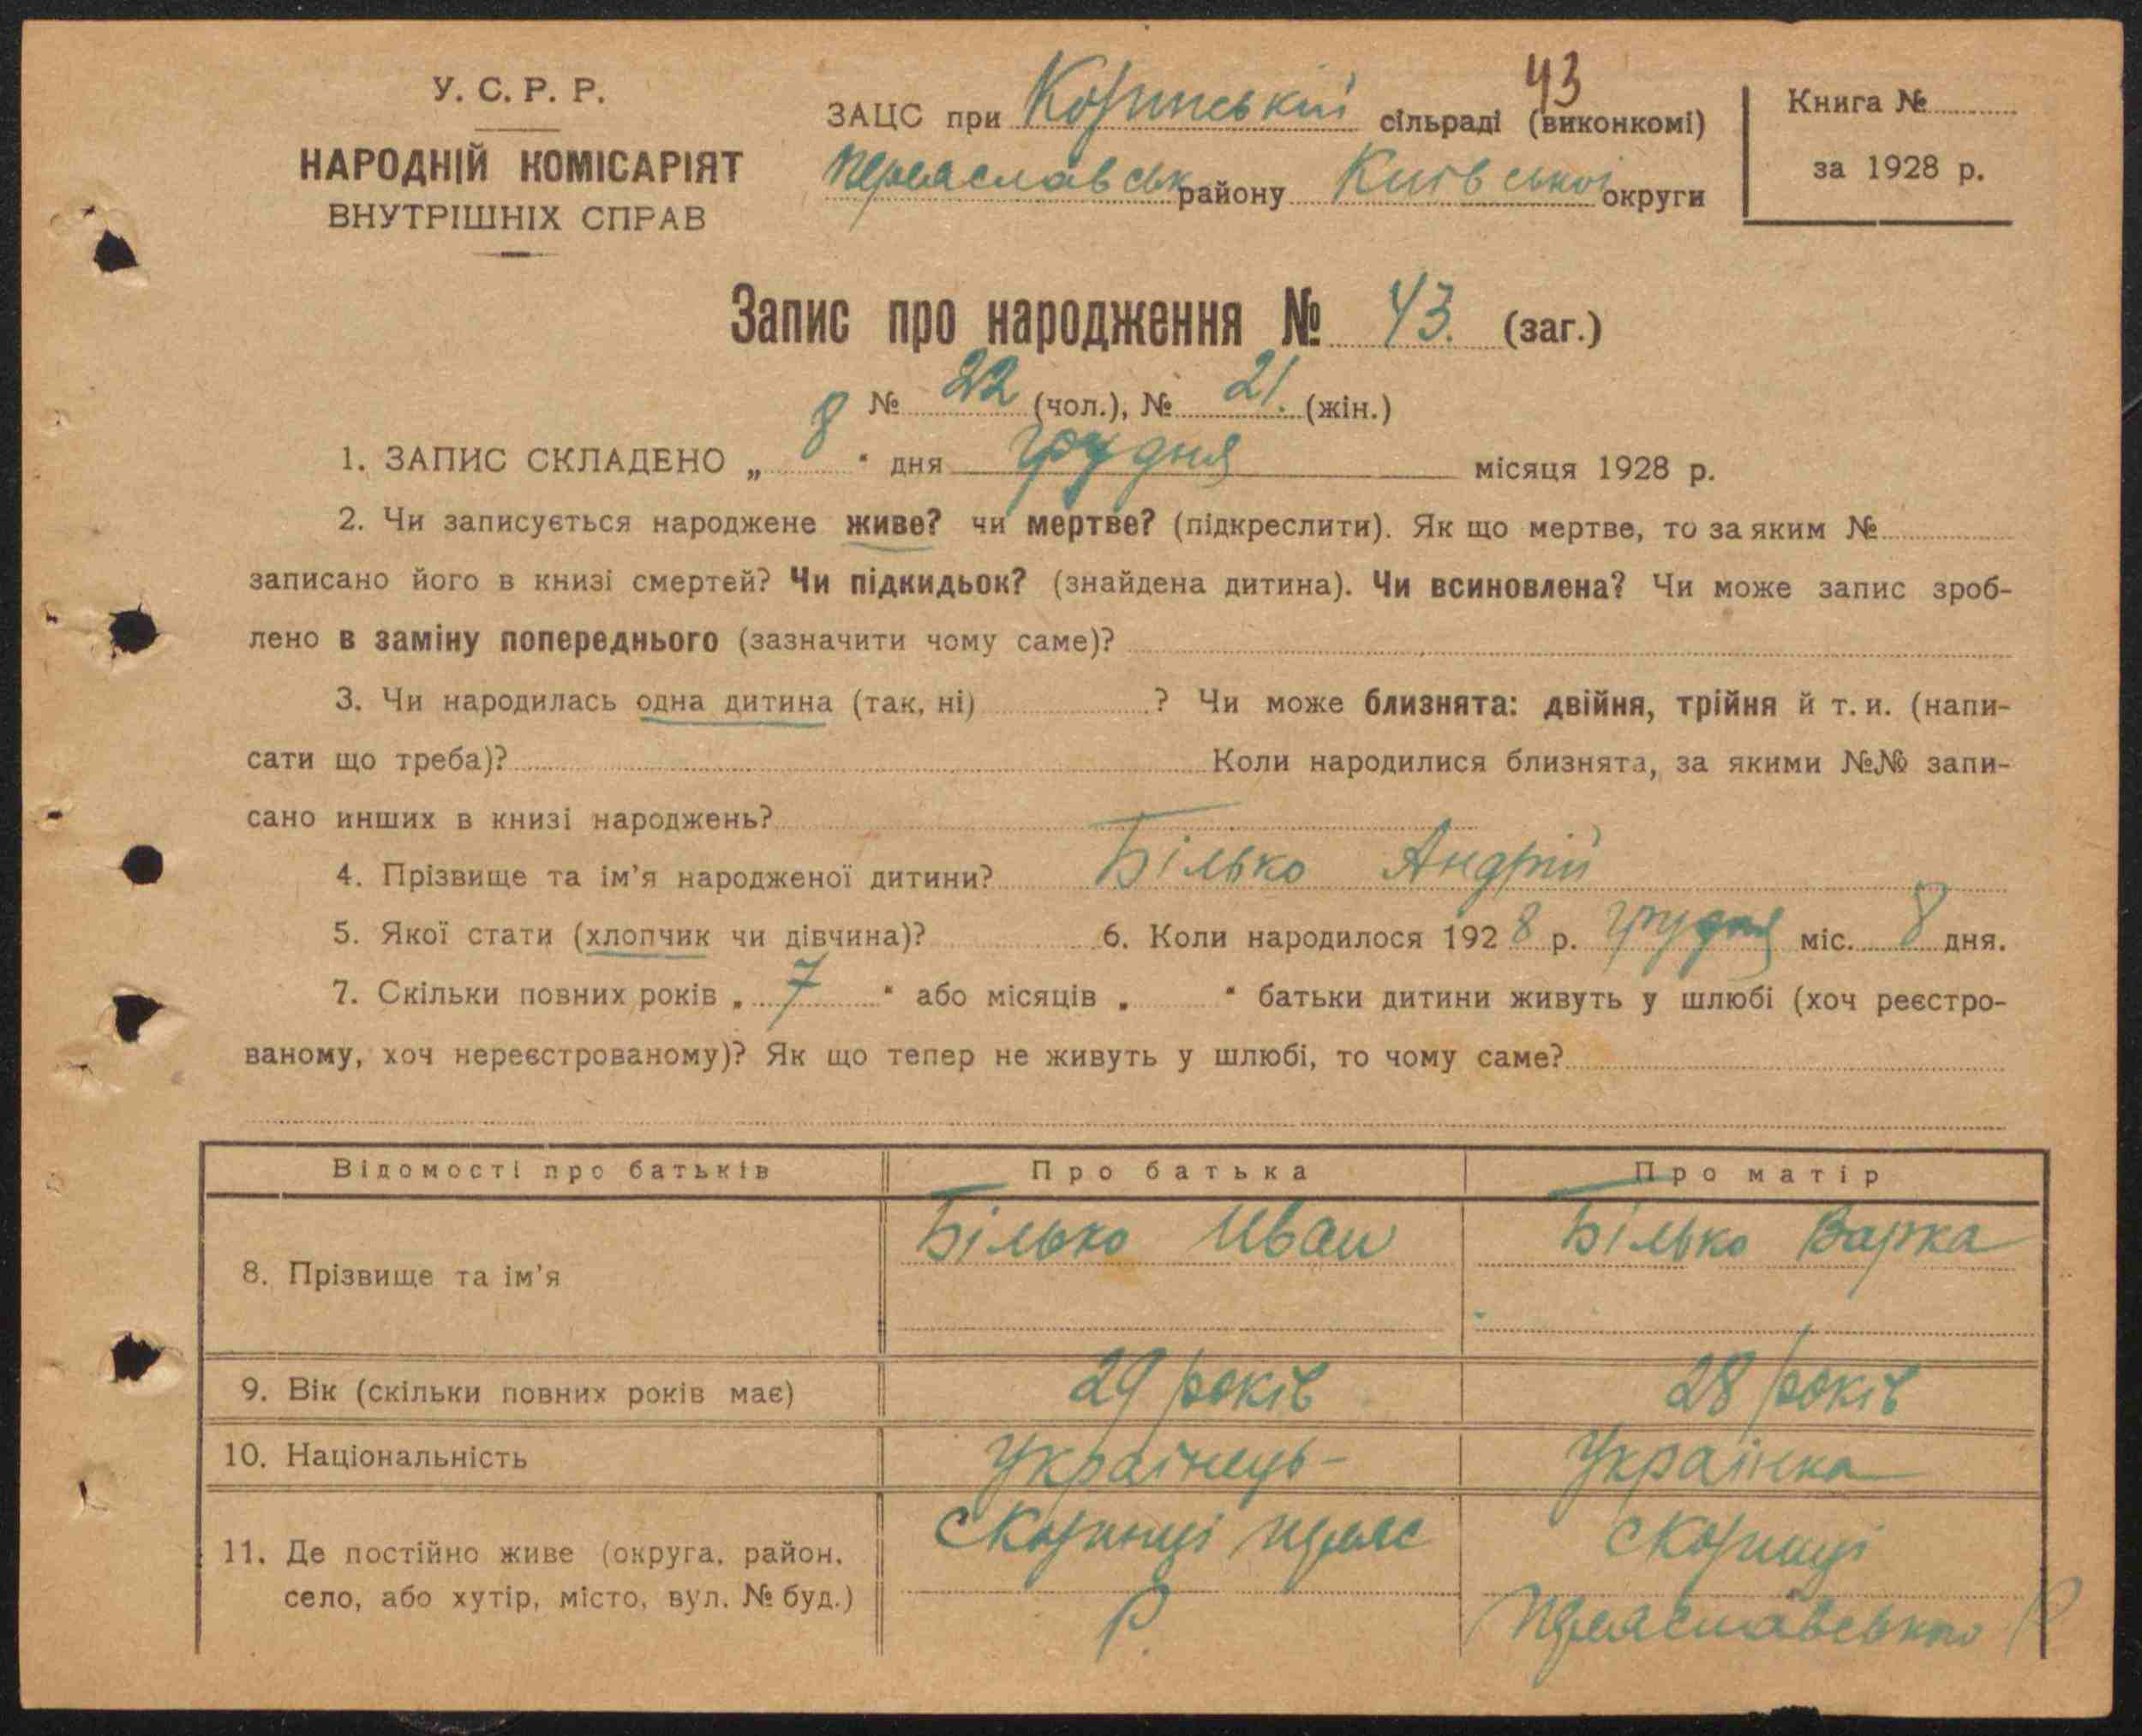 У. С. Р. Р.
НАРОДНІЙ КОМІСАРІЯТ
ВНУТРІШНІХ СПРАВ
43
ЗАЦС при Коринській сільраді (виконкомі)
Переяславськ району Київської округи
Книга №
за 1928 р.
Запис про народження № 43. (заг.)
№ 22 (чол.), № 21. (жін.)
1. ЗАПИС СКЛАДЕНО „ 8 " дня грудня місяця 1928 р.
2. Чи записується народжене живе? чи мертве? (підкреслити). Як що мертве, то за яким №
записано його в книзі смертей? Чи підкидьок? (знайдена дитина). Чи всиновлена? Чи може запис зроб-
лено в заміну попереднього (зазначити чому саме)?
3. Чи народилась одна дитина (так, ні) ? Чи може близнята: двійня, трійня й т. и. (напи-
сати що треба)? Коли народилися близнята, за якими №№ запи-
сано инших в книзі народжень?
4. Прізвище та ім'я народженої дитини? Білько Андрій
5. Якої стати (хлопчик чи дівчина)? 6. Коли народилося 1928 р. грудня міс. 8 дня.
7. Скільки повних років „ 7 " або місяців „ " батьки дитини живуть у шлюбі (хоч реєстро-
ваному, хоч нереєстрованому)? Як що тепер не живуть у шлюбі, то чому саме?
Відомості про батьків Про батька Про матір
8. Прізвище та ім'я Білько Иван Білько Варка
9. Вік (скільки повних років має) 29 років 28 років
10. Національність Українець Українка
11. Де постійно живе (округа, район,
село, або хутір, місто, вул. № буд.)
с Коринці Переяс
Р.
с Коринці
Переяславського Р